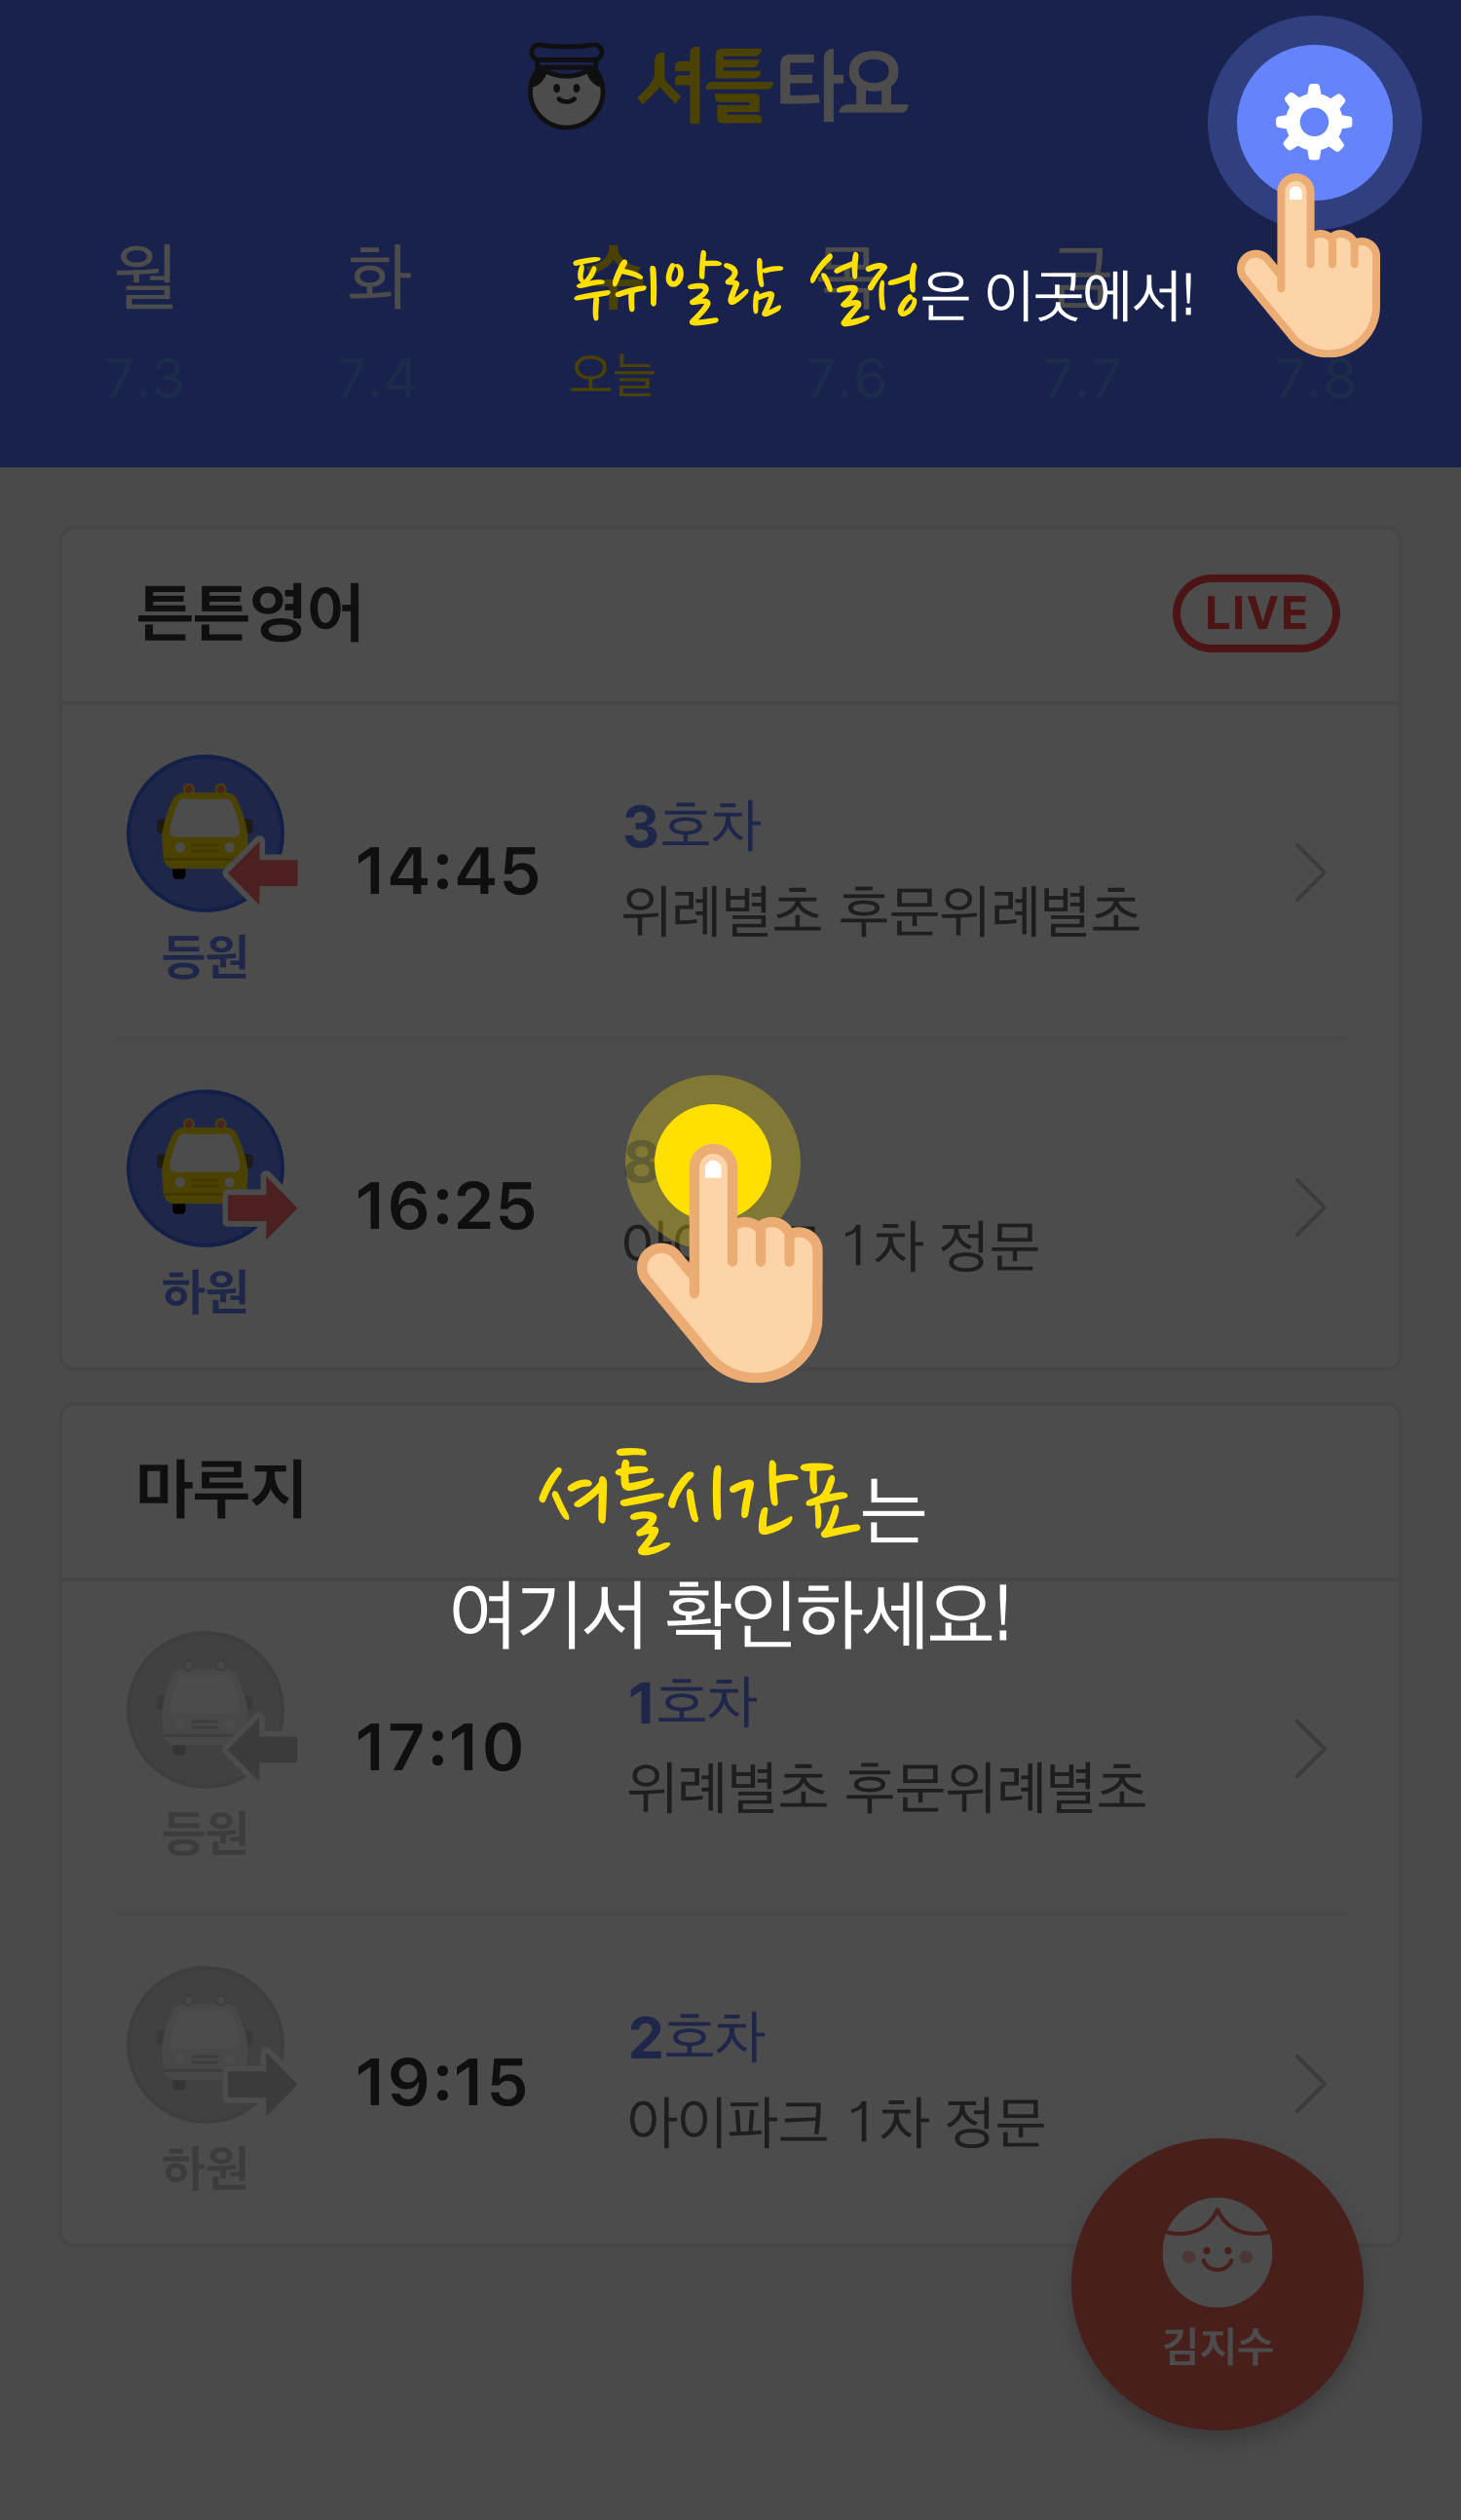 셔틀타요
월 화 수 목 금
푸쉬 알람 설정은 이곳에서!
7.3 7.4 오늘 7.6 7.7 7.8
튼튼영어
LIVE
3호차
14:45
위례별초 후문위례별초
등원
8
16:25
1차 정문
하원
마루지
셔틀시간표는
여기서 확인하세요!
1호차
17:10
위례별초 후문위례별초
등원
2호차
19:15
아이파크 1차 정문
하원
김지수